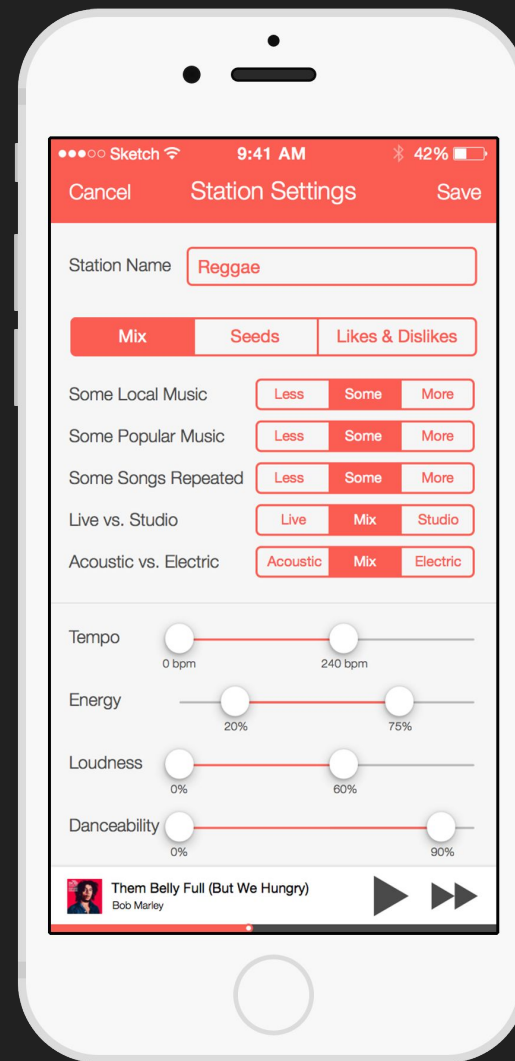 Sketch 9:41 AM 42%
Cancel Station Settings Save
Station Name Reggae
Mix Seeds Likes & Dislikes
Some Local Music Less Some More
Some Popular Music Less Some More
Some Songs Repeated Less Some More
Live vs. Studio Live Mix Studio
Acoustic vs. Electric Acoustic Mix Electric
Tempo
0 bpm 240 bpm
Energy
20% 75%
Loudness
0% 60%
Danceability
0% 90%
Them Belly Full (But We Hungry)
Bob Marley